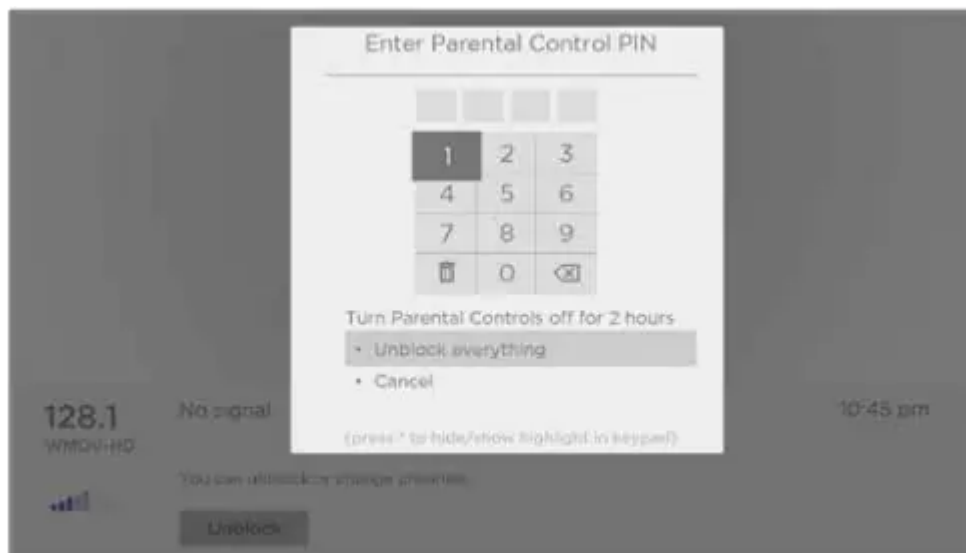 Enter Parental Control PIN
1 2 3
4 5 6
7 8 9
0
Turn Parental Controls off for 2 hours
• Unblock everything
• Cancel
(press * to hide/show highlight in keypad)
128.1 No signal 10:45 pm
WMOV-HD
You can unblock or change channels.
Unblock